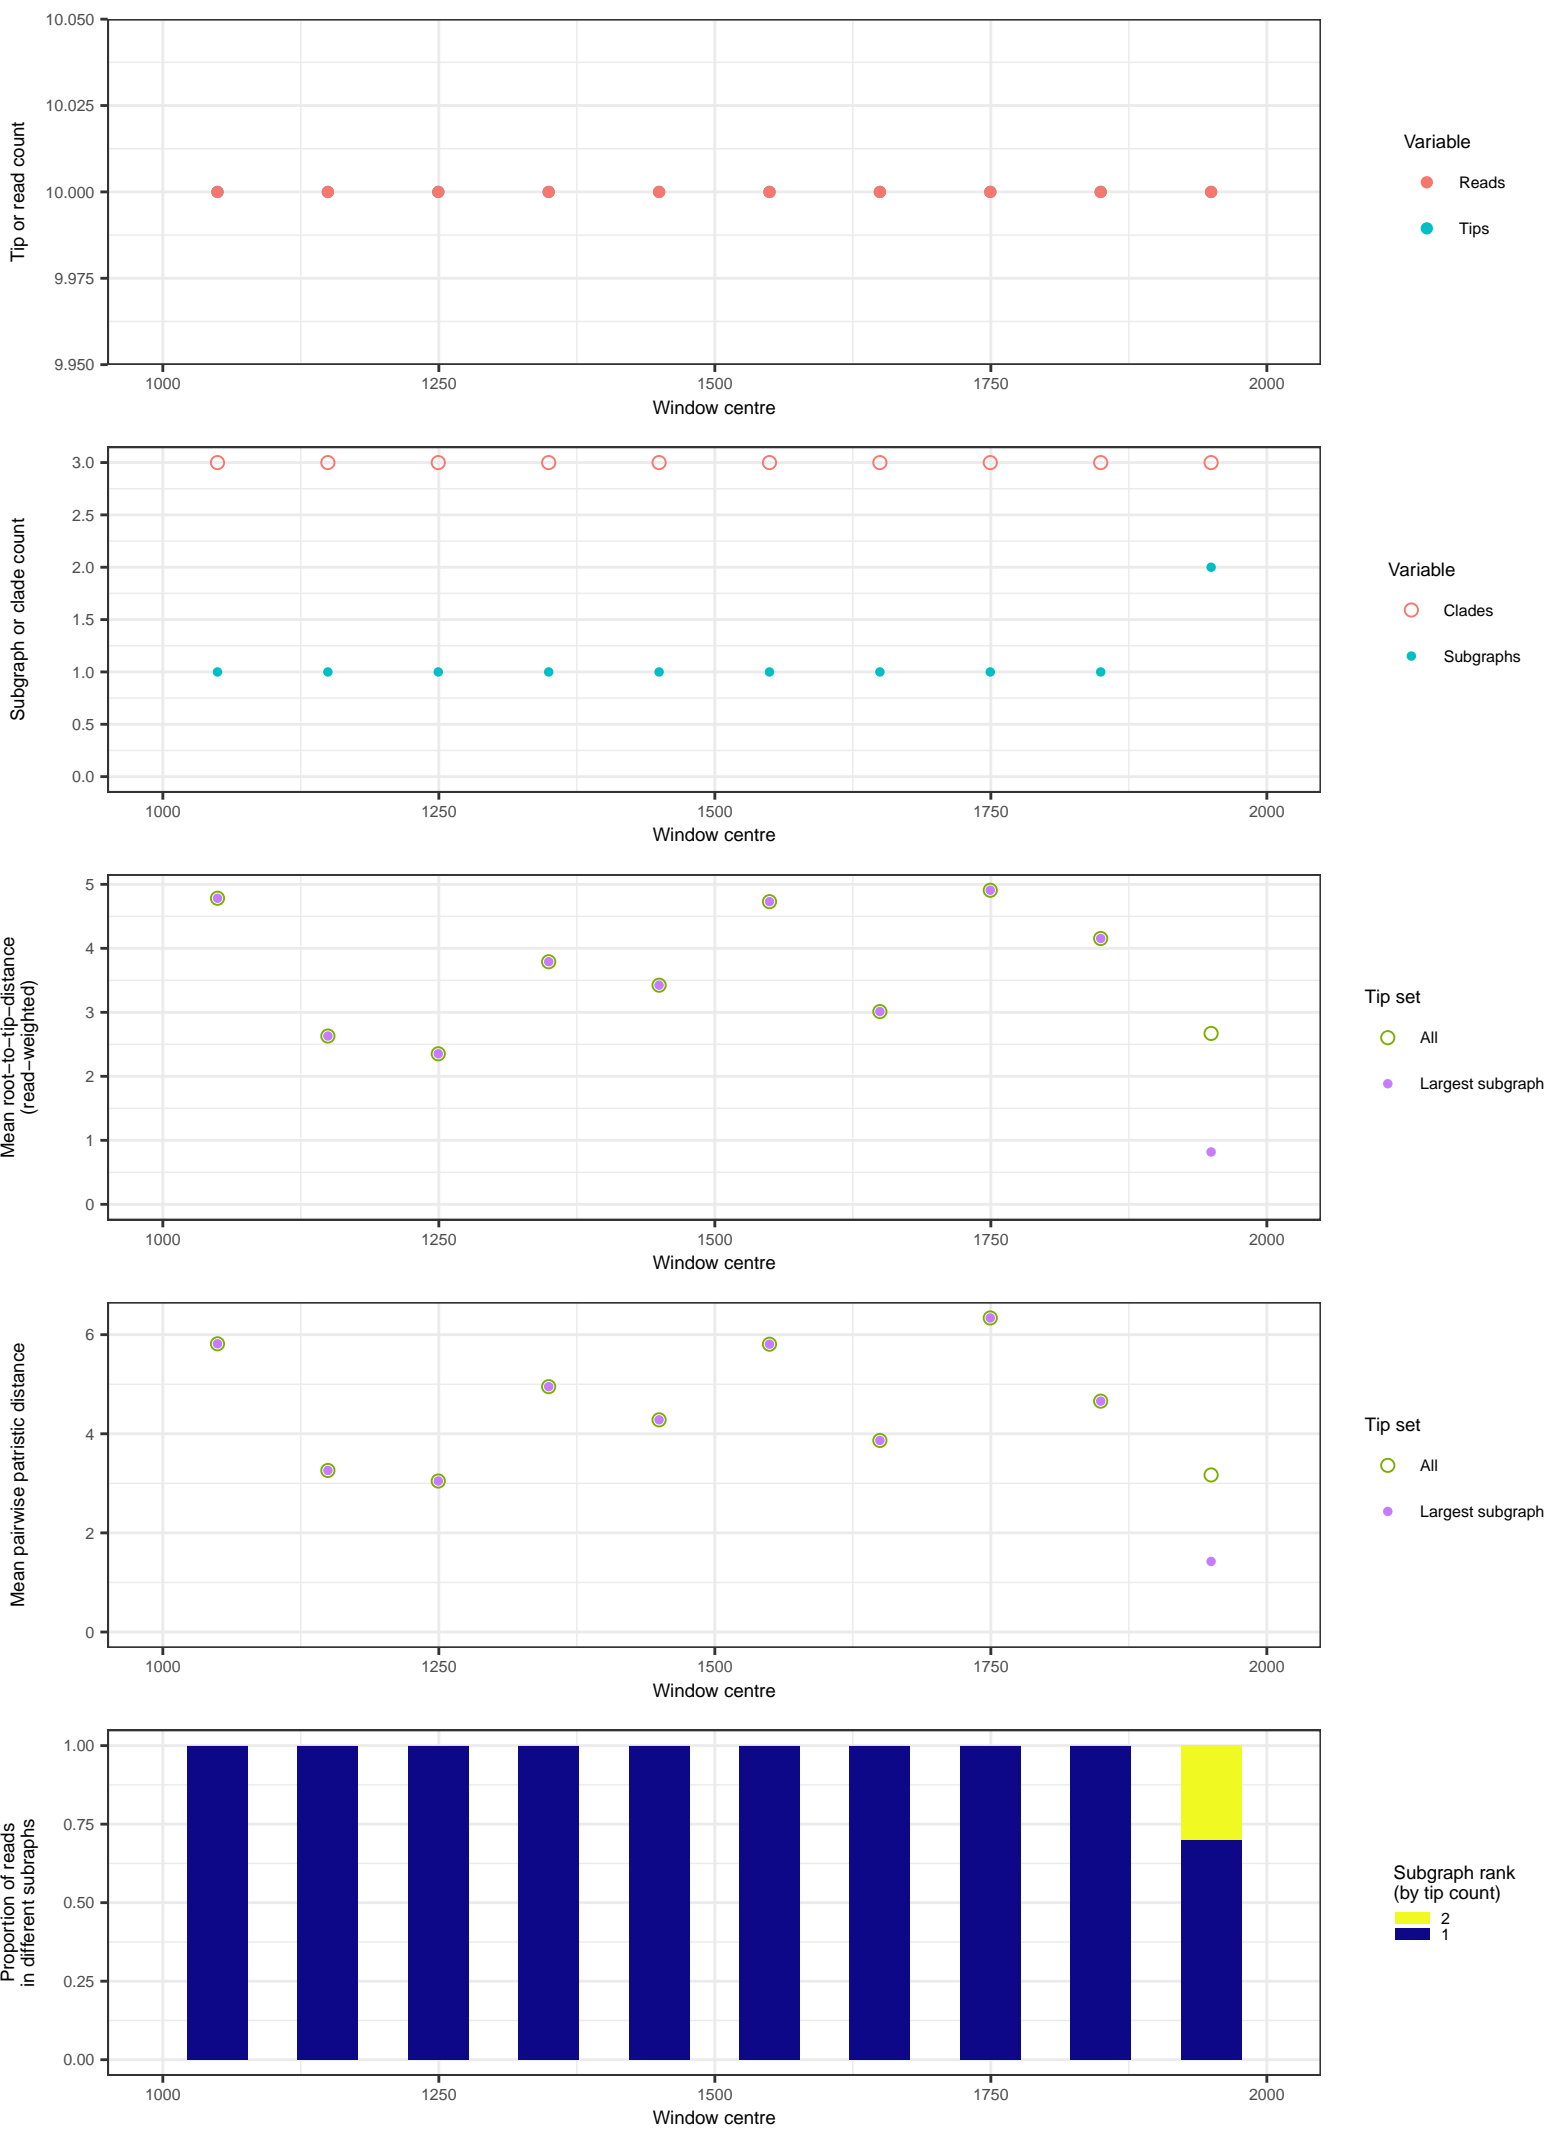 10.050
10.025
10.000
9.975
9.950
Tip or read count
1000 1250 1500 1750 2000
Window centre
Variable
Reads
Tips
3.0
2.5
2.0
1.5
1.0
0.5
0.0
Subgraph or clade count
1000 1250 1500 1750 2000
Window centre
Variable
Clades
Subgraphs
5
4
3
2
1
0
Mean root−to−tip−distance
(read−weighted)
1000 1250 1500 1750 2000
Window centre
Tip set
All
Largest subgraph
6
4
2
0
Mean pairwise patristic distance
1000 1250 1500 1750 2000
Window centre
Tip set
All
Largest subgraph
1.00
0.75
0.50
0.25
0.00
Proportion of reads
in different subraphs
1000 1250 1500 1750 2000
Window centre
Subgraph rank
(by tip count)
2
1